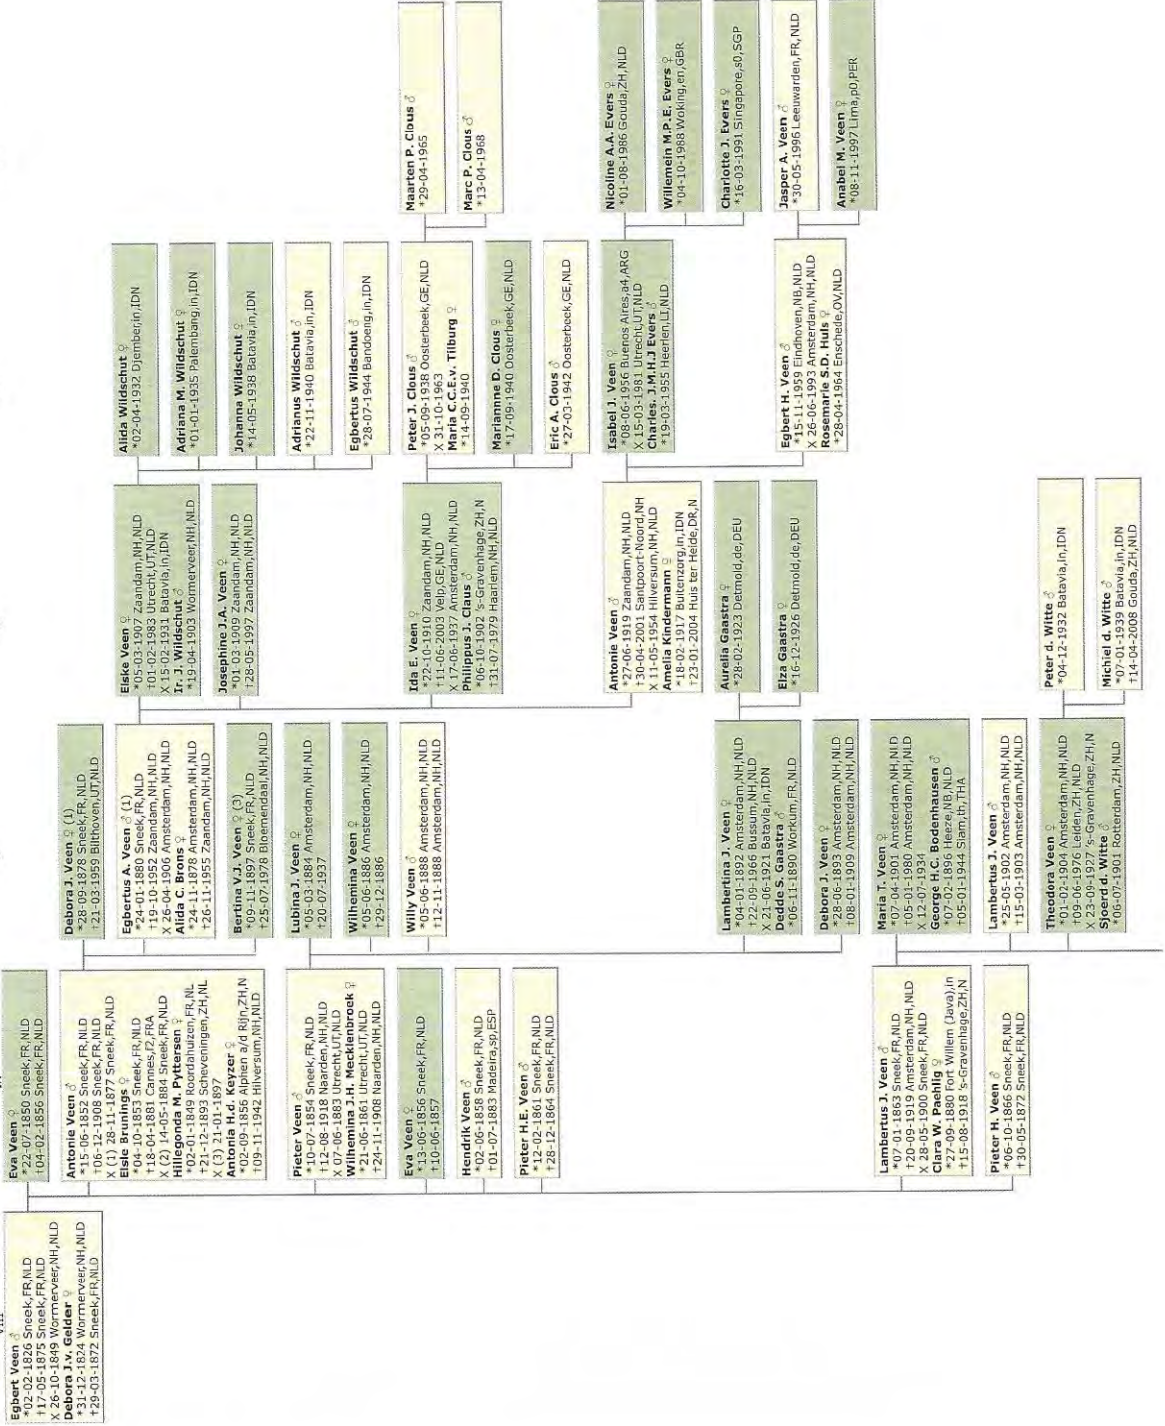 VIII
Egbert Veen ♂
*02-02-1826 Sneek,FR,NLD
†17-05-1875 Sneek,FR,NLD
X 26-10-1849 Wormerveer,NH,NLD
Debora J.v. Gelder ♀
*31-12-1824 Wormerveer,NH,NLD
†29-03-1872 Sneek,FR,NLD
Eva Veen ♀
*22-07-1850 Sneek,FR,NLD
†04-02-1856 Sneek,FR,NLD
Antonie Veen ♂
*15-06-1852 Sneek,FR,NLD
†06-12-1908 Sneek,FR,NLD
X (1) 28-11-1877 Sneek,FR,NLD
Elske Brunings ♀
*04-10-1853 Sneek,FR,NLD
†18-04-1881 Cannes,f2,FRA
X (2) 14-05-1884 Sneek,FR,NLD
Hillegonda M. Pyttersen ♀
*02-01-1849 Roordahuizen,FR,NL
†21-12-1893 Scheveningen,ZH,NL
X (3) 21-01-1897
Antonia H.d. Keyzer ♀
*02-09-1856 Alphen a/d Rijn,ZH,N
†09-11-1942 Hilversum,NH,NLD
Pieter Veen ♂
*10-07-1854 Sneek,FR,NLD
†12-08-1918 Naarden,NH,NLD
X 07-06-1883 Utrecht,UT,NLD
Wilhemina J.H. Mecklenbroek ♀
*21-06-1861 Utrecht,UT,NLD
†24-11-1908 Naarden,NH,NLD
Eva Veen ♀
*13-06-1856 Sneek,FR,NLD
†10-06-1857
Hendrik Veen ♂
*02-06-1858 Sneek,FR,NLD
†01-07-1883 Madeira,sp,ESP
Pieter H.E. Veen ♂
*12-02-1861 Sneek,FR,NLD
†28-12-1864 Sneek,FR,NLD
Lambertus J. Veen ♂
*07-01-1863 Sneek,FR,NLD
†20-09-1919 Amsterdam,NH,NLD
X 28-05-1900 Sneek,FR,NLD
Clara W. Paehlig ♀
*27-09-1880 Fort Willem (Java),in
†15-08-1918 's-Gravenhage,ZH,N
Pieter H. Veen ♂
*06-10-1866 Sneek,FR,NLD
†30-05-1872 Sneek,FR,NLD
Debora J. Veen ♀ (1)
*28-09-1878 Sneek,FR,NLD
†21-03-1959 Bilthoven,UT,NLD
Egbertus A. Veen ♂ (1)
*24-01-1880 Sneek,FR,NLD
†19-10-1952 Zaandam,NH,NLD
X 26-04-1906 Amsterdam,NH,NLD
Alida C. Brons ♀
*24-11-1878 Amsterdam,NH,NLD
†26-11-1955 Zaandam,NH,NLD
Bertina V.J. Veen ♀ (3)
*09-11-1897 Sneek,FR,NLD
†25-07-1978 Bloemendaal,NH,NLD
Lubina J. Veen ♀
*05-03-1884 Amsterdam,NH,NLD
†20-07-1937
Wilhemina Veen ♀
*05-06-1886 Amsterdam,NH,NLD
†29-12-1886
Willy Veen ♂
*05-06-1888 Amsterdam,NH,NLD
†12-11-1888 Amsterdam,NH,NLD
Lambertina J. Veen ♀
*04-01-1892 Amsterdam,NH,NLD
†22-09-1966 Bussum,NH,NLD
X 21-06-1921 Batavia,in,IDN
Dedde S. Gaastra ♂
*06-11-1890 Workum,FR,NLD
Debora J. Veen ♀
*28-06-1893 Amsterdam,NH,NLD
†08-01-1909 Amsterdam,NH,NLD
Maria T. Veen ♀
*07-04-1901 Amsterdam,NH,NLD
†05-01-1980 Amsterdam,NH,NLD
X 12-07-1934
George H.C. Bodenhausen ♂
*07-02-1896 Heeze,NB,NLD
†05-01-1944 Siam,th,THA
Lambertus J. Veen ♂
*25-05-1902 Amsterdam,NH,NLD
†15-03-1903 Amsterdam,NH,NLD
Theodora Veen ♀
*01-02-1904 Amsterdam,NH,NLD
†09-06-1976 Leiden,ZH,NLD
X 23-09-1927 's-Gravenhage,ZH,N
Sjoerd d. Witte ♂
*06-07-1901 Rotterdam,ZH,NLD
Elske Veen ♀
*05-03-1907 Zaandam,NH,NLD
†01-02-1983 Utrecht,UT,NLD
X 15-02-1931 Batavia,in,IDN
Ir. J. Wildschut ♂
*19-04-1903 Wormerveer,NH,NLD
Josephine J.A. Veen ♀
*01-03-1909 Zaandam,NH,NLD
†28-05-1997 Zaandam,NH,NLD
Ida E. Veen ♀
*22-10-1910 Zaandam,NH,NLD
†11-06-2003 Velp,GE,NLD
X 17-06-1937 Amsterdam,NH,NLD
Philippus J. Claus ♂
*06-10-1902 's-Gravenhage,ZH,N
†31-07-1979 Haarlem,NH,NLD
Antonie Veen ♂
*27-06-1919 Zaandam,NH,NLD
†30-04-2001 Santpoort-Noord,NH
X 11-05-1954 Hilversum,NH,NLD
Amelia Kindermann ♀
*18-02-1917 Buitenzorg,in,IDN
†23-01-2004 Huis ter Heide,DR,N
Aurelia Gaastra ♀
*28-02-1923 Detmold,de,DEU
Elza Gaastra ♀
*16-12-1926 Detmold,de,DEU
Peter d. Witte ♂
*04-12-1932 Batavia,in,IDN
Michiel d. Witte ♂
*07-01-1939 Batavia,in,IDN
†14-04-2008 Gouda,ZH,NLD
Alida Wildschut ♀
*02-04-1932 Djember,in,IDN
Adriana M. Wildschut ♀
*01-01-1935 Palembang,in,IDN
Johanna Wildschut ♀
*14-05-1938 Batavia,in,IDN
Adrianus Wildschut ♂
*22-11-1940 Batavia,in,IDN
Egbertus Wildschut ♂
*28-07-1944 Bandoeng,in,IDN
Peter J. Clous ♂
*05-09-1938 Oosterbeek,GE,NLD
X 31-10-1963
Maria C.C.E.v. Tilburg ♀
*14-09-1940
Mariannne D. Clous ♀
*17-09-1940 Oosterbeek,GE,NLD
Eric A. Clous ♂
*27-03-1942 Oosterbeek,GE,NLD
Isabel J. Veen ♀
*08-06-1956 Buenos Aires,a4,ARG
X 15-03-1981 Utrecht,UT,NLD
Charles. J.M.H.J Evers ♂
*19-03-1955 Heerlen,LI,NLD
Egbert H. Veen ♂
*15-11-1959 Eindhoven,NB,NLD
X 26-06-1993 Amsterdam,NH,NLD
Rosemarie S.D. Huls ♀
*28-04-1964 Enschede,OV,NLD
Maarten P. Clous ♂
*29-04-1965
Marc P. Clous ♂
*13-04-1968
Nicoline A.A. Evers ♀
*01-08-1986 Gouda,ZH,NLD
Willemein M.P.E. Evers ♀
*04-10-1988 Woking,en,GBR
Charlotte J. Evers ♀
*16-03-1991 Singapore,s0,SGP
Jasper A. Veen ♂
*30-05-1996 Leeuwarden,FR,NLD
Anabel M. Veen ♀
*08-11-1997 Lima,p0,PER